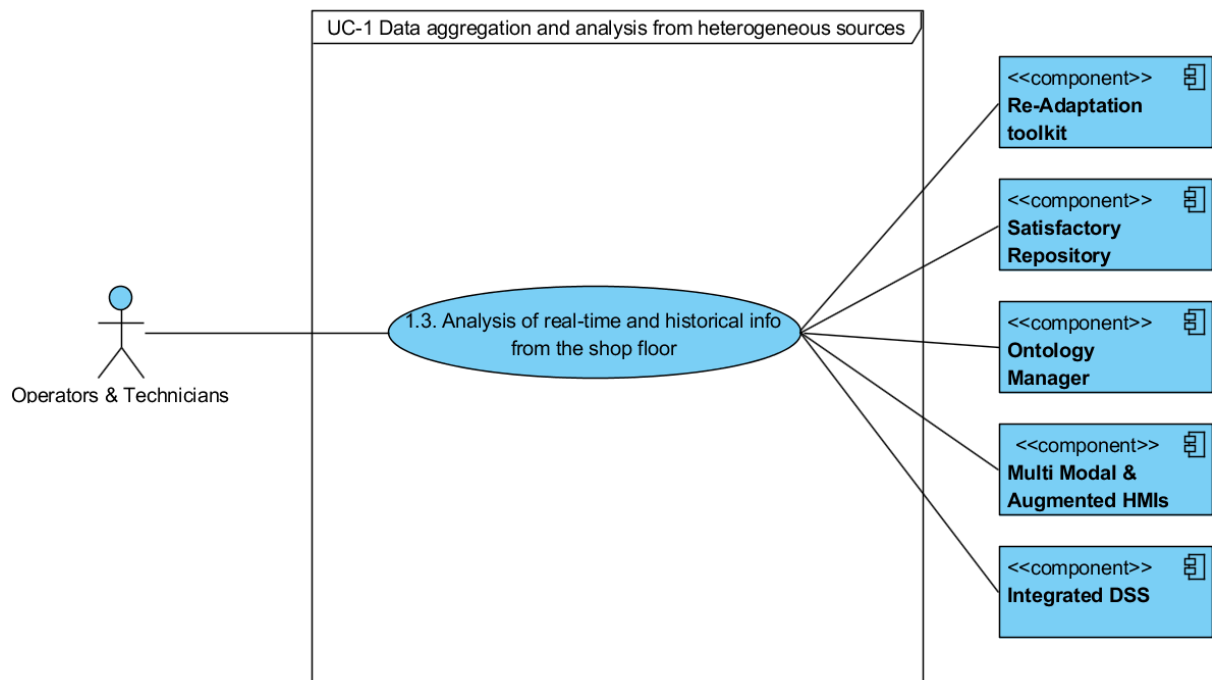 UC-1 Data aggregation and analysis from heterogeneous sources
<<component>>
Re-Adaptation
toolkit
<<component>>
Satisfactory
Repository
1.3. Analysis of real-time and historical info
from the shop floor
Operators & Technicians
<<component>>
Ontology
Manager
<<component>>
Multi Modal &
Augmented HMIs
<<component>>
Integrated DSS